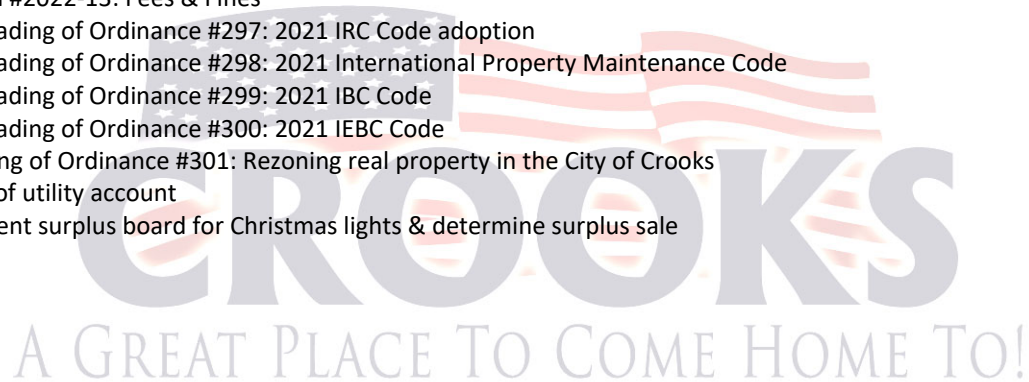 #2022-13: Fees & Fines
ading of Ordinance #297: 2021 IRC Code adoption
ading of Ordinance #298: 2021 International Property Maintenance Code
ading of Ordinance #299: 2021 IBC Code
ading of Ordinance #300: 2021 IEBC Code
ng of Ordinance #301: Rezoning real property in the City of Crooks
of utility account
ent surplus board for Christmas lights & determine surplus sale
CROOKS
A GREAT PLACE TO COME HOME TO!